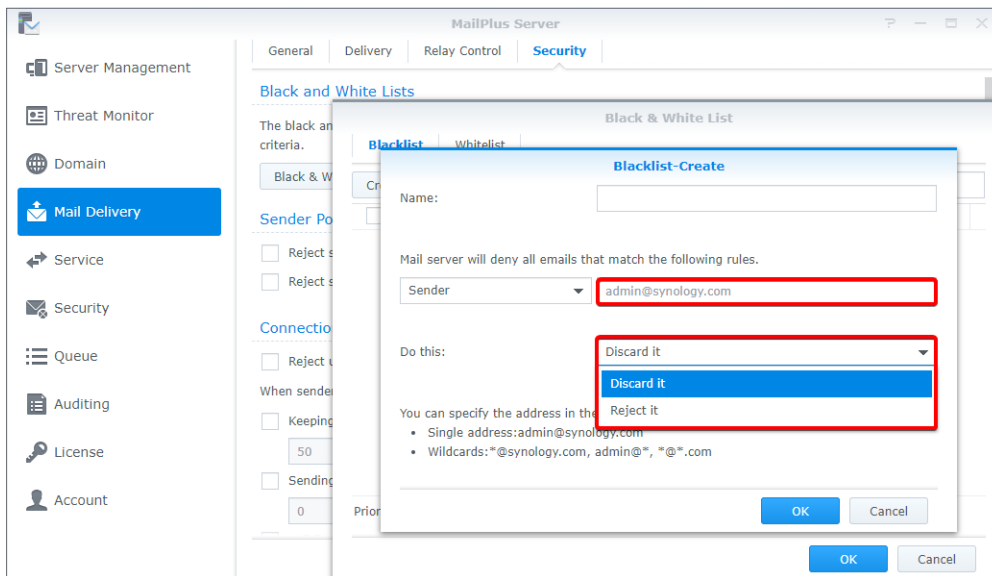 MailPlus Server
Server Management
Threat Monitor
Domain
Mail Delivery
Service
Security
Queue
Auditing
License
Account
General Delivery Relay Control Security
Black and White Lists
The black an
criteria.
Black & W
Sender Po
Reject s
Reject s
Connectio
Reject u
When sender
Keeping
50
Sending
0
Black & White List
Blacklist Whitelist
Cr
Prior
Blacklist-Create
Name:
Mail server will deny all emails that match the following rules.
Sender admin@synology.com
Do this: Discard it
Discard it
Reject it
You can specify the address in the
• Single address:admin@synology.com
• Wildcards:*@synology.com, admin@*, *@*.com
OK Cancel
OK Cancel